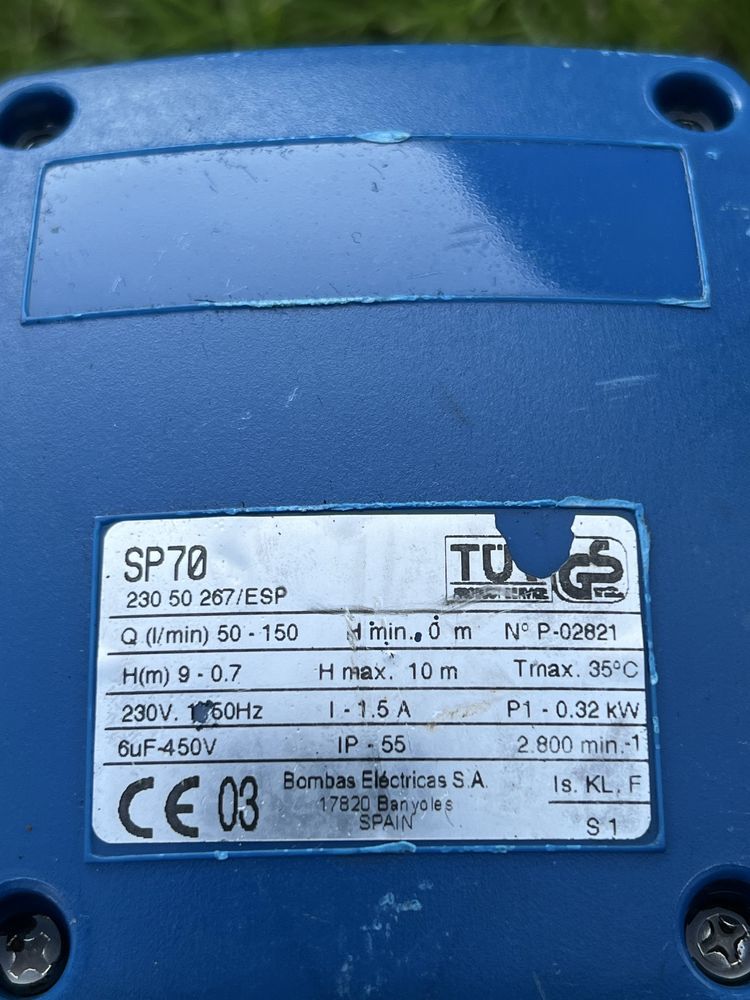 SP70
230 50 267/ESP
GS
Q (l/min) 50 - 150 H min. 0 m Nº P-02821
H(m) 9 - 0.7 H max. 10 m Tmax. 35ºC
230V. 50Hz I - 1.5 A P1 - 0.32 kW
6uF-450V IP - 55 2.800 min.-1
CE 03 Bombas Eléctricas S.A. Is. KL, F
17820 Banyoles
SPAIN S 1